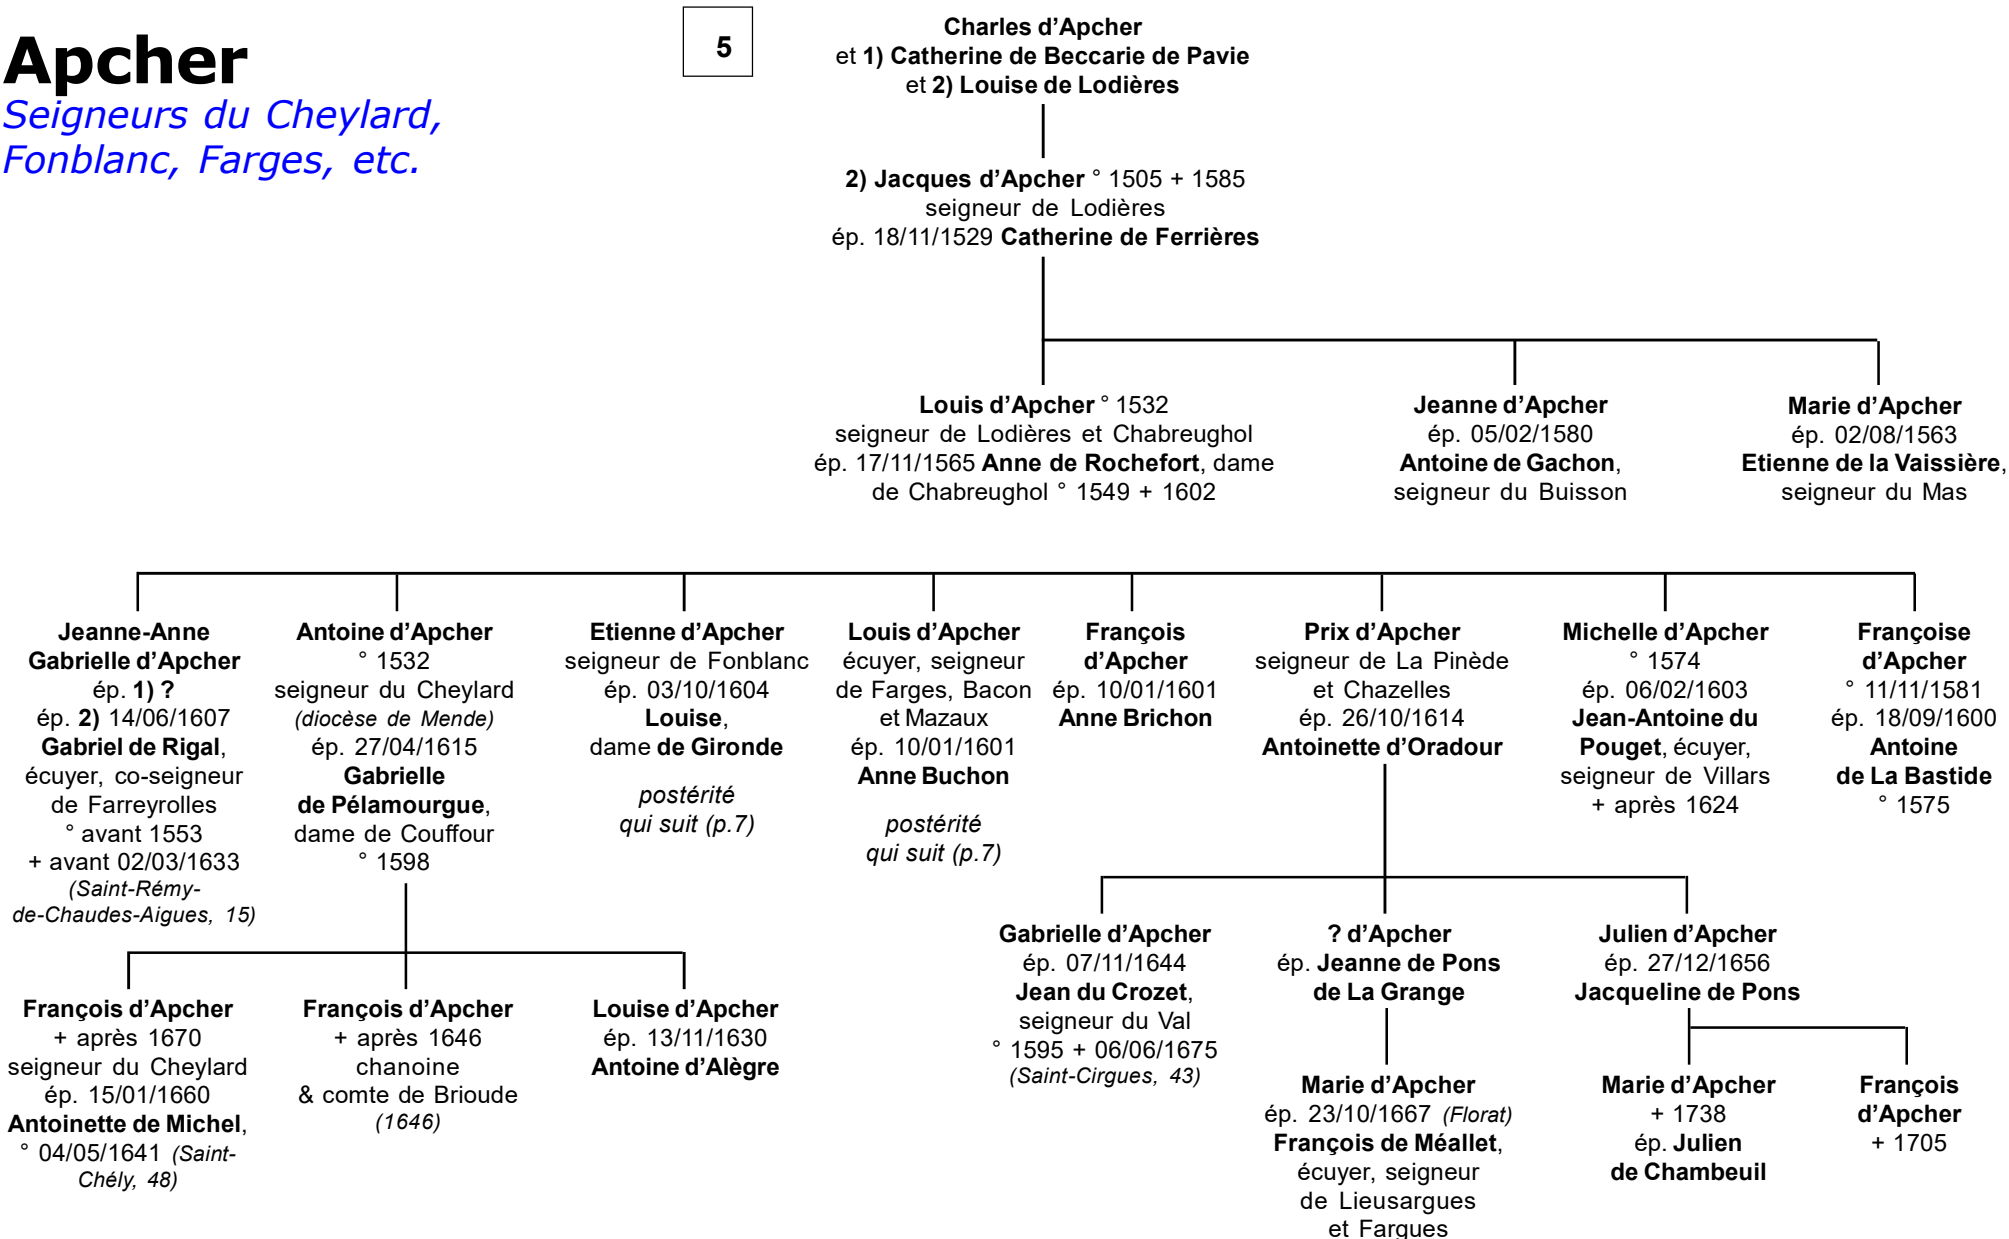 Apcher
Seigneurs du Cheylard,
Fonblanc, Farges, etc.
5
Charles d’Apcher
et 1) Catherine de Beccarie de Pavie
et 2) Louise de Lodières
2) Jacques d’Apcher ° 1505 + 1585
seigneur de Lodières
ép. 18/11/1529 Catherine de Ferrières
Louis d’Apcher ° 1532
seigneur de Lodières et Chabreughol
ép. 17/11/1565 Anne de Rochefort, dame
de Chabreughol ° 1549 + 1602
Jeanne d’Apcher
ép. 05/02/1580
Antoine de Gachon,
seigneur du Buisson
Marie d’Apcher
ép. 02/08/1563
Etienne de la Vaissière,
seigneur du Mas
Jeanne-Anne
Gabrielle d’Apcher
ép. 1) ?
ép. 2) 14/06/1607
Gabriel de Rigal,
écuyer, co-seigneur
de Farreyrolles
° avant 1553
+ avant 02/03/1633
(Saint-Rémy-
de-Chaudes-Aigues, 15)
Antoine d’Apcher
° 1532
seigneur du Cheylard
(diocèse de Mende)
ép. 27/04/1615
Gabrielle
de Pélamourgue,
dame de Couffour
° 1598
Etienne d’Apcher
seigneur de Fonblanc
ép. 03/10/1604
Louise,
dame de Gironde
postérité
qui suit (p.7)
Louis d’Apcher
écuyer, seigneur
de Farges, Bacon
et Mazaux
ép. 10/01/1601
Anne Buchon
postérité
qui suit (p.7)
François
d’Apcher
ép. 10/01/1601
Anne Brichon
Prix d’Apcher
seigneur de La Pinède
et Chazelles
ép. 26/10/1614
Antoinette d’Oradour
Michelle d’Apcher
° 1574
ép. 06/02/1603
Jean-Antoine du
Pouget, écuyer,
seigneur de Villars
+ après 1624
Françoise
d’Apcher
° 11/11/1581
ép. 18/09/1600
Antoine
de La Bastide
° 1575
François d’Apcher
+ après 1670
seigneur du Cheylard
ép. 15/01/1660
Antoinette de Michel,
° 04/05/1641 (Saint-
Chély, 48)
François d’Apcher
+ après 1646
chanoine
& comte de Brioude
(1646)
Louise d’Apcher
ép. 13/11/1630
Antoine d’Alègre
Gabrielle d’Apcher
ép. 07/11/1644
Jean du Crozet,
seigneur du Val
° 1595 + 06/06/1675
(Saint-Cirgues, 43)
? d’Apcher
ép. Jeanne de Pons
de La Grange
Julien d’Apcher
ép. 27/12/1656
Jacqueline de Pons
Marie d’Apcher
ép. 23/10/1667 (Florat)
François de Méallet,
écuyer, seigneur
de Lieusargues
et Fargues
Marie d’Apcher
+ 1738
ép. Julien
de Chambeuil
François
d’Apcher
+ 1705